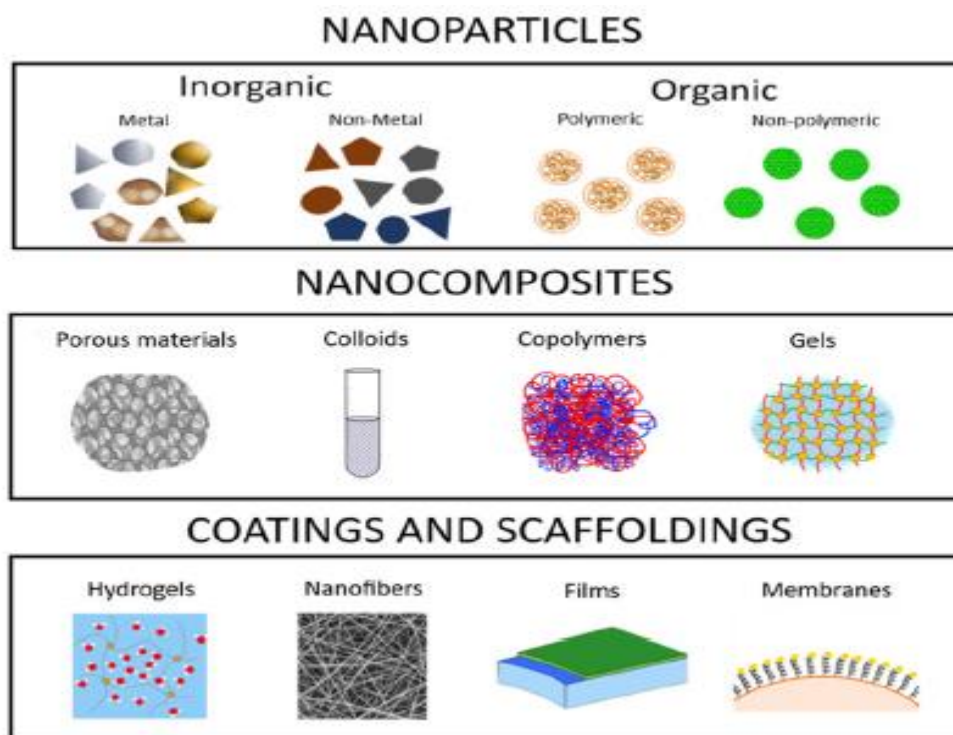 NANOPARTICLES
Inorganic Organic
Metal Non-Metal Polymeric Non-polymeric
NANOCOMPOSITES
Porous materials Colloids Copolymers Gels
COATINGS AND SCAFFOLDINGS
Hydrogels Nanofibers Films Membranes